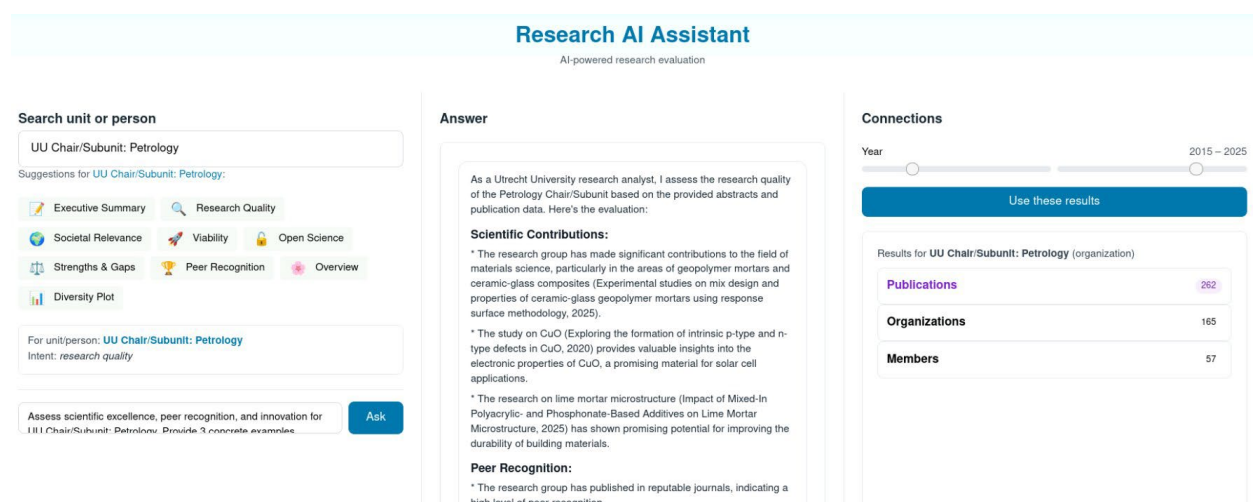 Research AI Assistant
AI-powered research evaluation
Search unit or person
UU Chair/Subunit: Petrology
Suggestions for UU Chair/Subunit: Petrology:
Executive Summary
Research Quality
Societal Relevance
Viability
Open Science
Strengths & Gaps
Peer Recognition
Overview
Diversity Plot
For unit/person: UU Chair/Subunit: Petrology
Intent: research quality
Assess scientific excellence, peer recognition, and innovation for
UU Chair/Subunit: Petrology. Provide 3 concrete examples
Ask
Answer
As a Utrecht University research analyst, I assess the research quality
of the Petrology Chair/Subunit based on the provided abstracts and
publication data. Here's the evaluation:
Scientific Contributions:
* The research group has made significant contributions to the field of
materials science, particularly in the areas of geopolymer mortars and
ceramic-glass composites (Experimental studies on mix design and
properties of ceramic-glass geopolymer mortars using response
surface methodology, 2025).
* The study on CuO (Exploring the formation of intrinsic p-type and n-
type defects in CuO, 2020) provides valuable insights into the
electronic properties of CuO, a promising material for solar cell
applications.
* The research on lime mortar microstructure (Impact of Mixed-In
Polyacrylic- and Phosphonate-Based Additives on Lime Mortar
Microstructure, 2025) has shown promising potential for improving the
durability of building materials.
Peer Recognition:
* The research group has published in reputable journals, indicating a
high level of peer recognition
Connections
Year
2015 – 2025
Use these results
Results for UU Chair/Subunit: Petrology (organization)
Publications
262
Organizations
165
Members
57